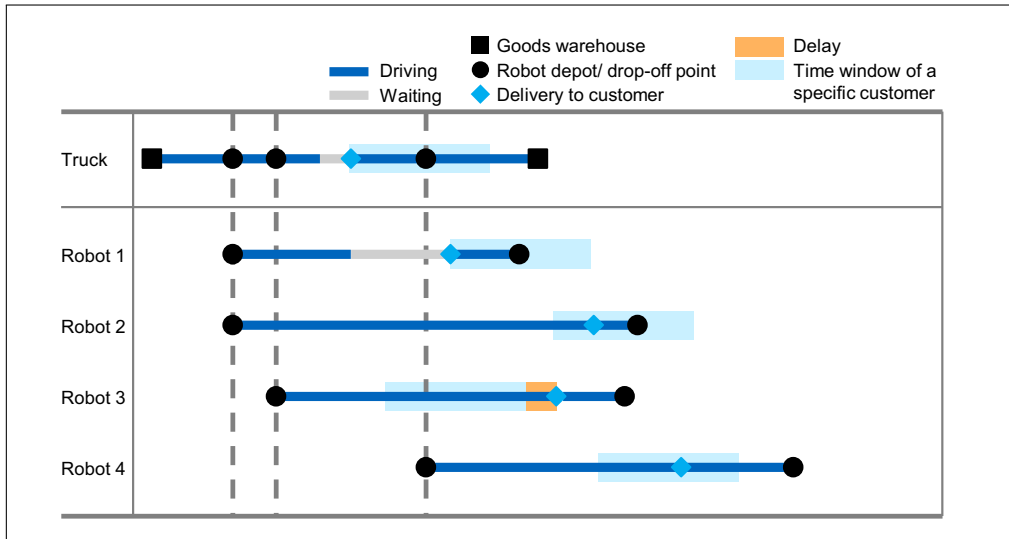 Driving
Waiting
Goods warehouse
Robot depot/ drop-off point
Delivery to customer
Delay
Time window of a
specific customer
Truck
Robot 1
Robot 2
Robot 3
Robot 4